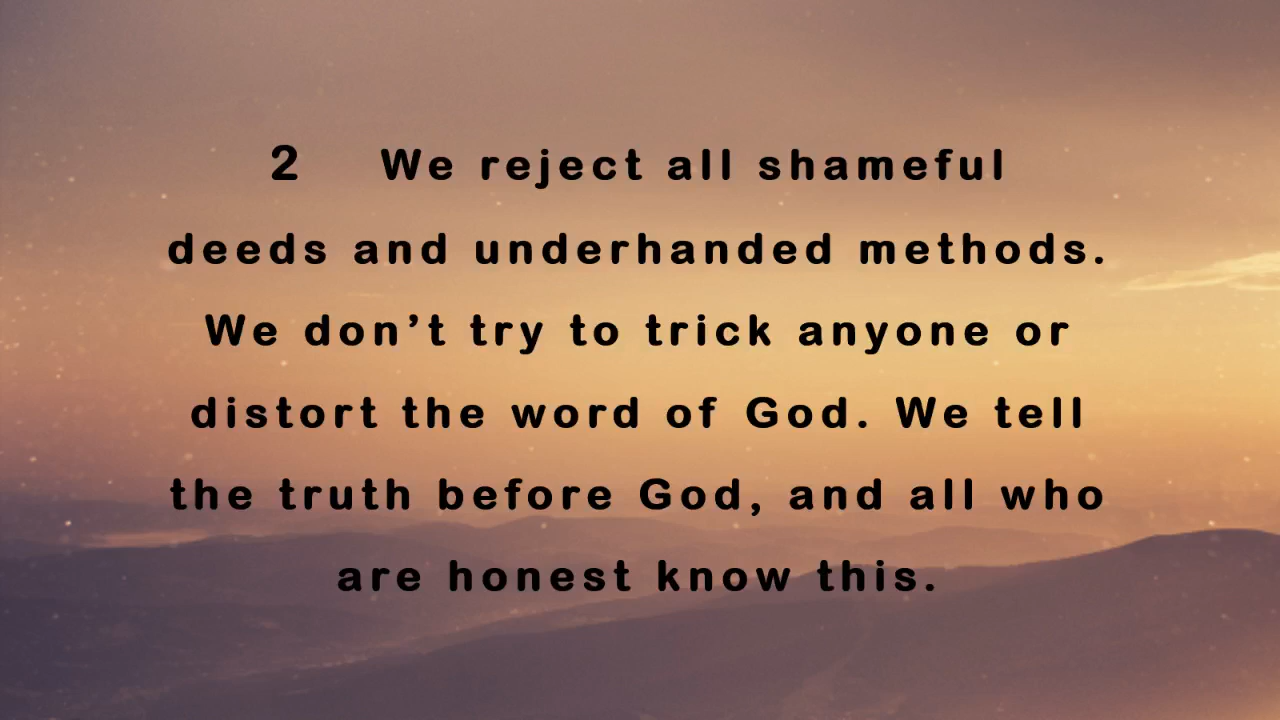 2 We reject all shameful
deeds and underhanded methods.
We don’t try to trick anyone or
distort the word of God. We tell
the truth before God, and all who
are honest know this.